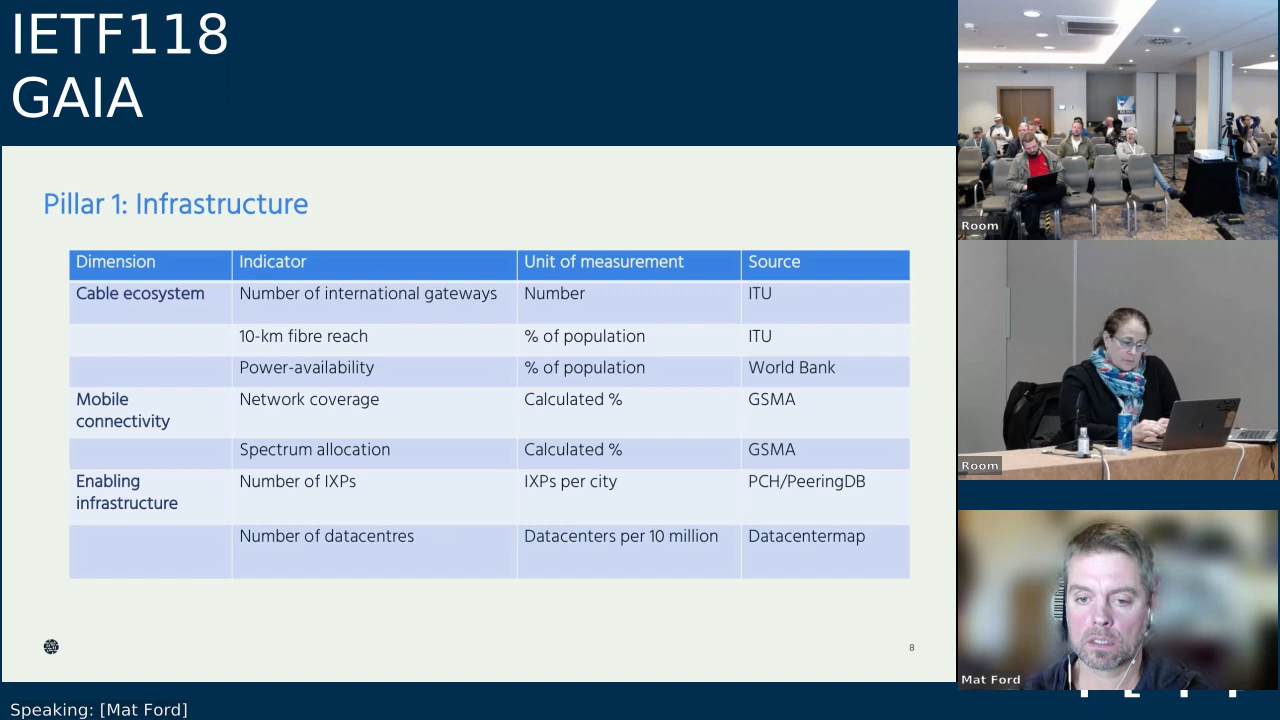 IETF118
GAIA
Pillar 1: Infrastructure
Dimension Indicator Unit of measurement Source
Cable ecosystem Number of international gateways Number ITU
10-km fibre reach % of population ITU
Power-availability % of population World Bank
Mobile connectivity Network coverage Calculated % GSMA
Spectrum allocation Calculated % GSMA
Enabling infrastructure Number of IXPs IXPs per city PCH/PeeringDB
Number of datacentres Datacenters per 10 million Datacentermap
8
Room
Room
Mat Ford
Speaking: [Mat Ford]